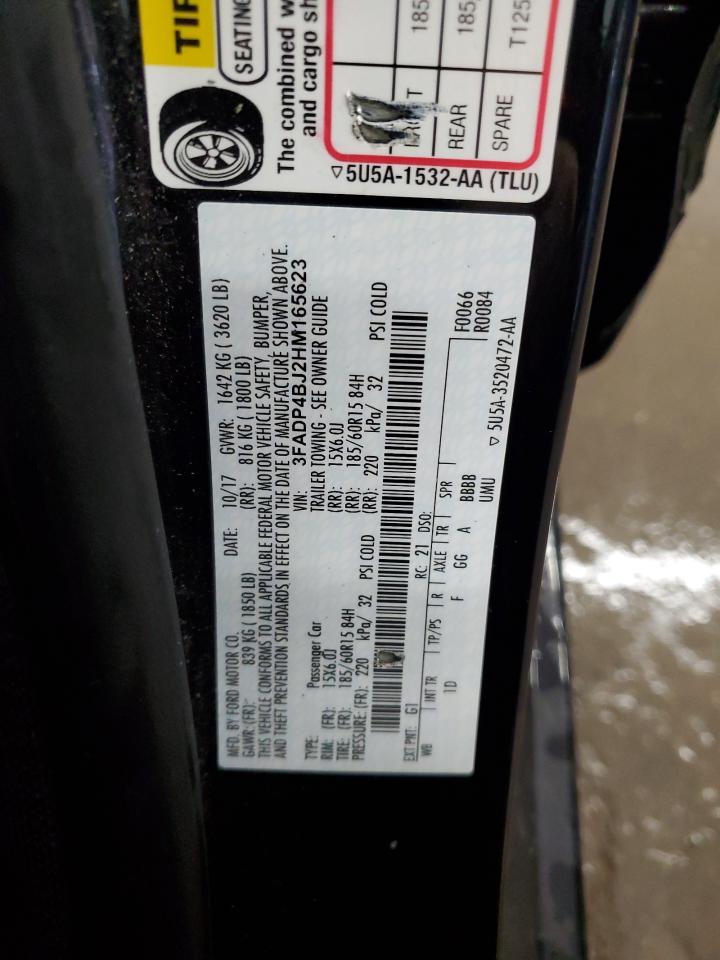 MFD. BY FORD MOTOR CO. DATE: 10/17 GVWR: 1642 KG ( 3620 LB)
GAWR: (FR): 839 KG ( 1850 LB) (RR): 816 KG ( 1800 LB)
THIS VEHICLE CONFORMS TO ALL APPLICABLE FEDERAL MOTOR VEHICLE SAFETY, BUMPER,
AND THEFT PREVENTION STANDARDS IN EFFECT ON THE DATE OF MANUFACTURE SHOWN ABOVE.
VIN: 3FADP4BJ2HM165623
TYPE: Passenger Car TRAILER TOWING - SEE OWNER GUIDE
RIM: (FR): 15X6.0J (RR): 15X6.0J
TIRE: (FR): 185/60R15 84H (RR): 185/60R15 84H
PRESSURE: (FR): 220 kPa/ 32 PSI COLD (RR): 220 kPa/ 32 PSI COLD
EXT PNT: G1 RC: 21 DSO: F0066
WB INT TR TP/PS R AXLE TR SPR R0084
1D F GG A BBBB
UMU
▽ 5U5A-3520472-AA
TIR
SEATING
The combined w
and cargo sh
185
REAR 185
SPARE T125
▽5U5A-1532-AA (TLU)